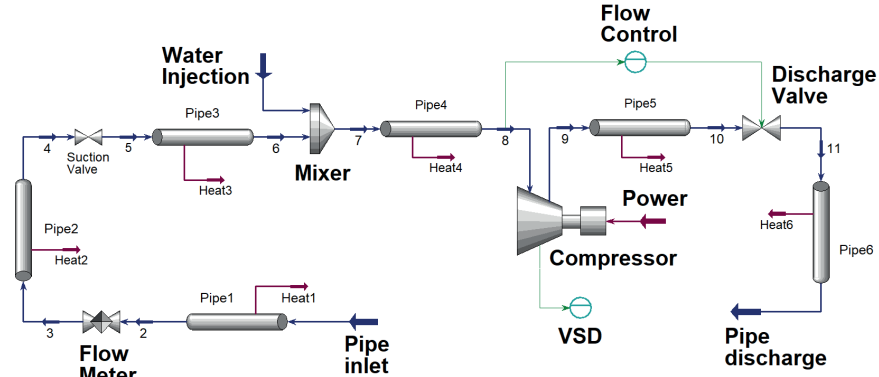 Flow
Control
Water
Injection
Discharge
Valve
Pipe3
Pipe4
Pipe5
4
Suction
Valve
5
6
Mixer
7
8
9
10
11
Heat3
Heat4
Heat5
Power
Compressor
Heat6
Pipe6
Pipe2
Heat2
Pipe1
Heat1
3
2
Flow
Meter
Pipe
inlet
VSD
Pipe
discharge